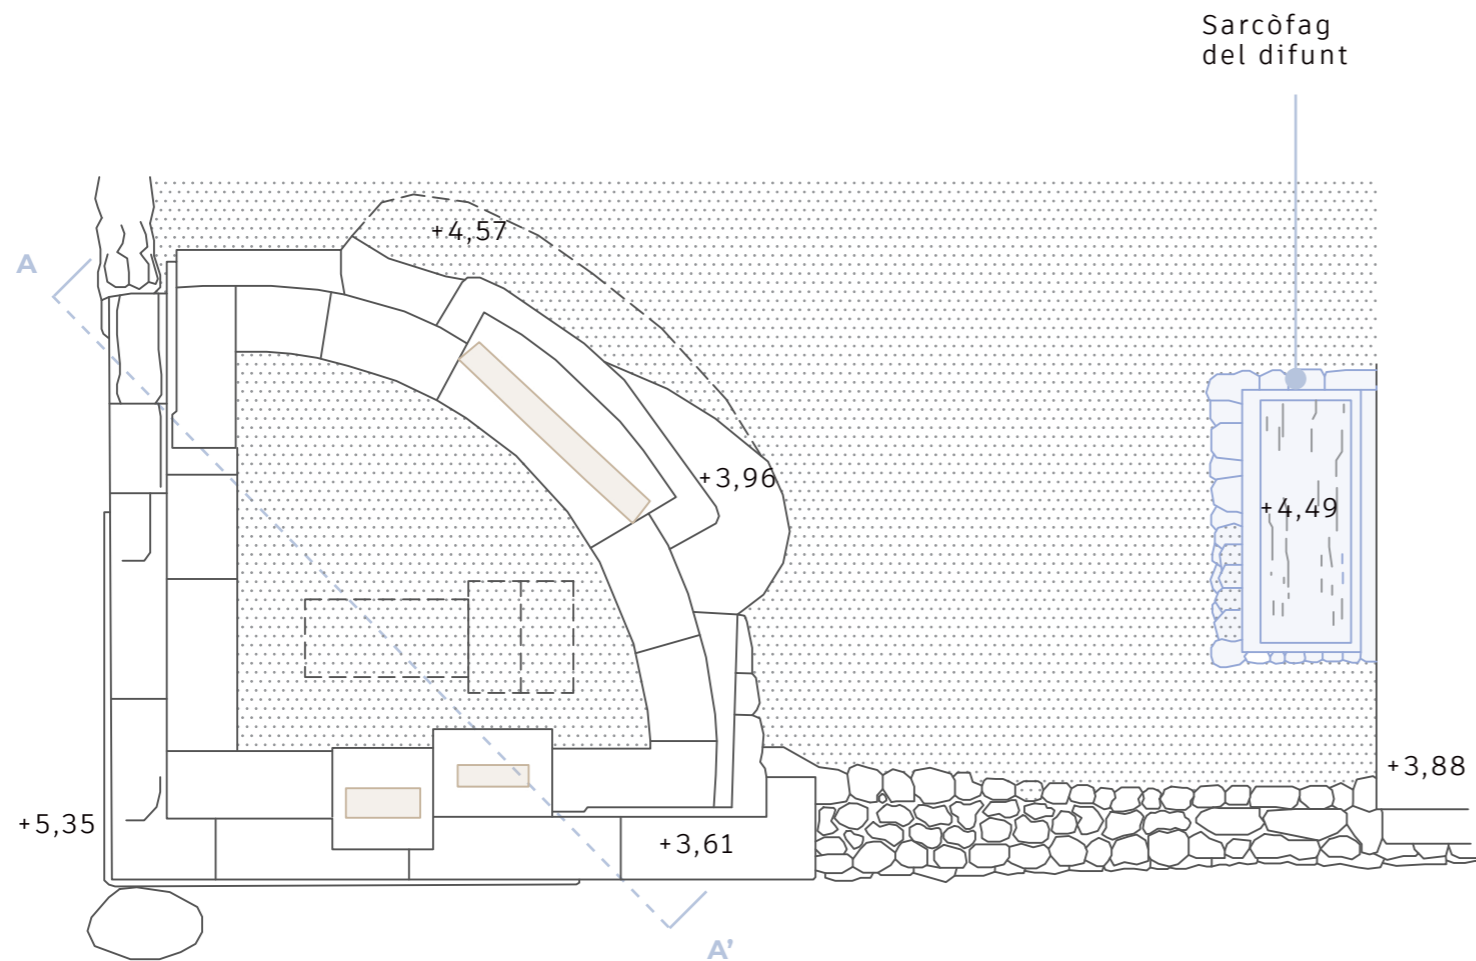 Sarcòfag
del difunt
+4,57
A
+3,96
+4,49
+3,88
+5,35
+3,61
A’